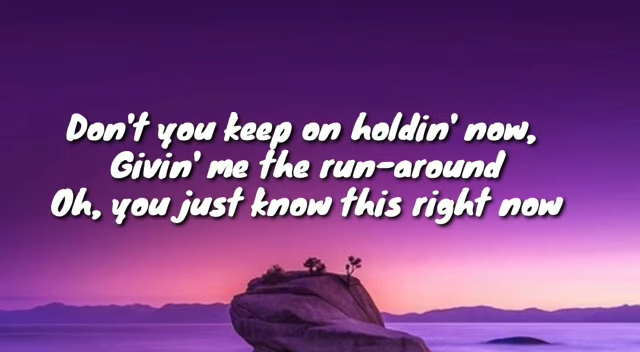 Don't you keep on holdin' now,
Givin' me the run-around
Oh, you just know this right now